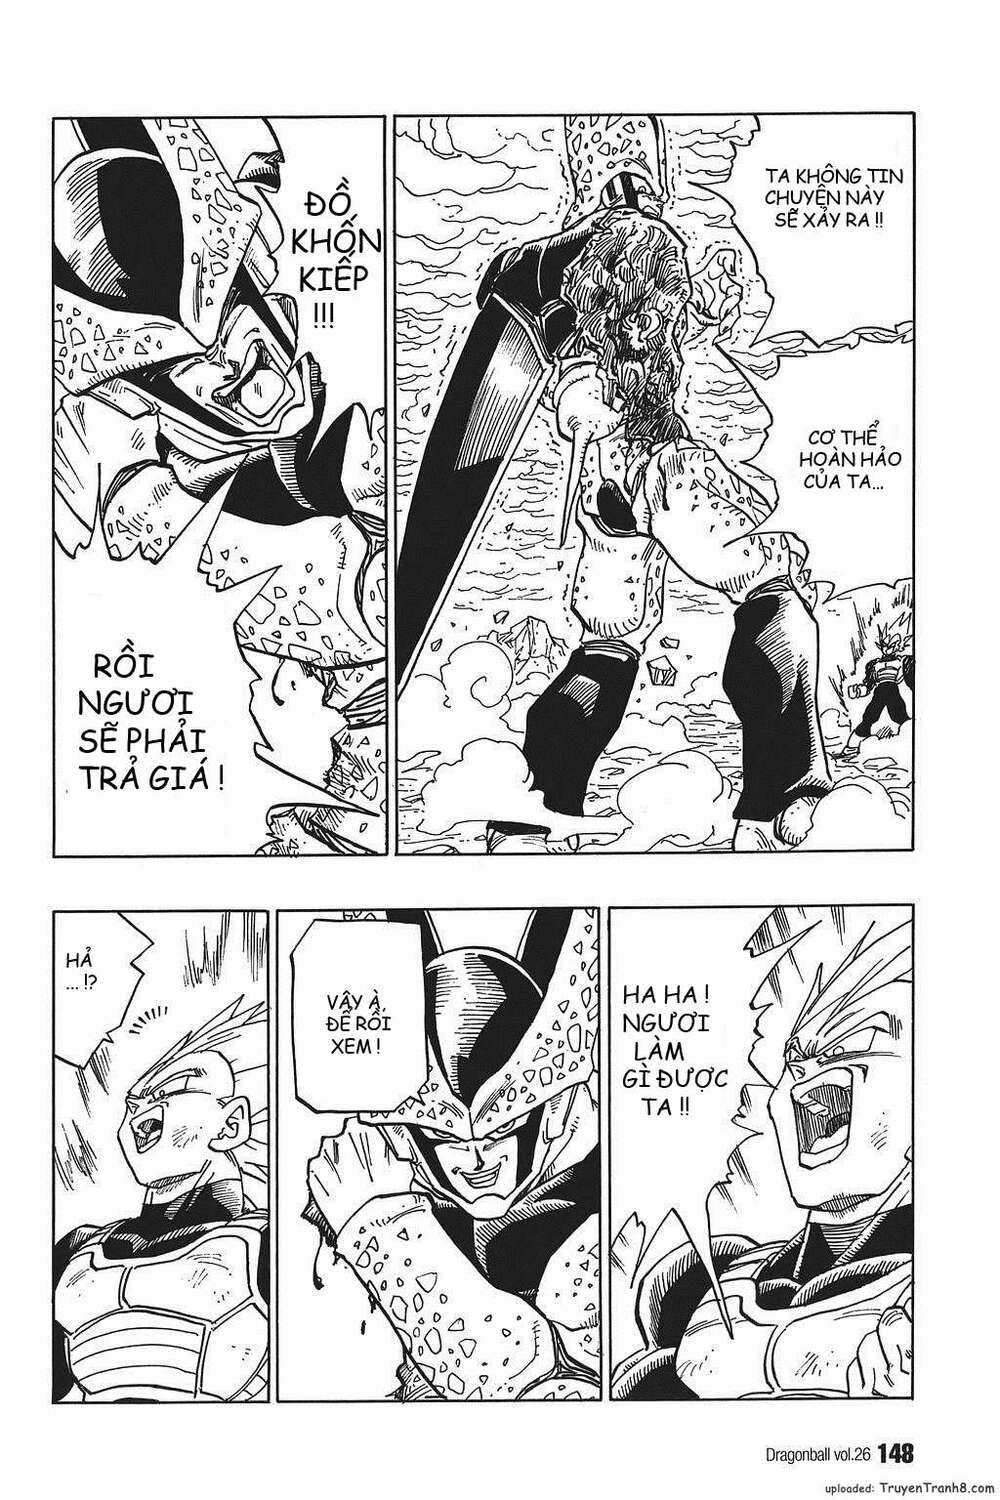 TA KHÔNG TIN
CHUYỆN NÀY
SẼ XẢY RA !!
CƠ THỂ
HOÀN HẢO
CỦA TA...
ĐỒ
KHỐN
KIẾP
!!!
RỒI
NGƯƠI
SẼ PHẢI
TRẢ GIÁ !
HA HA !
NGƯƠI
LÀM
GÌ ĐƯỢC
TA !!
VẬY À,
ĐỂ RỒI
XEM !
HẢ
... !?
Dragonball vol.26 148
uploaded: TruyenTranh8.com